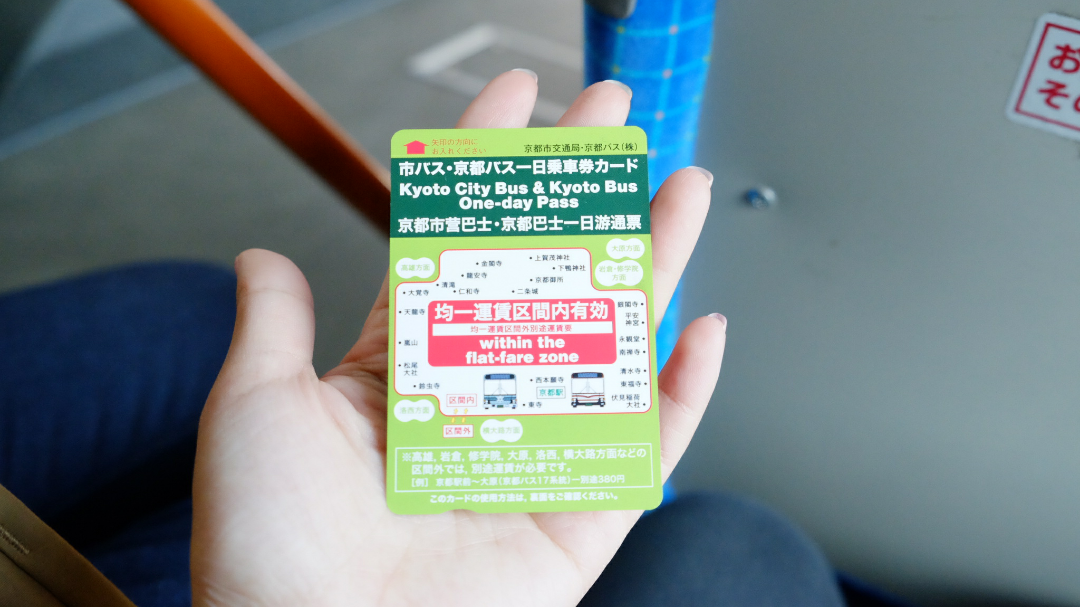 矢印の方向に
お入れください
京都市交通局・京都バス(株)
市バス・京都バス一日乗車券カード
Kyoto City Bus & Kyoto Bus
One-day Pass
京都市营巴士・京都巴士一日游通票
大原方面
高雄方面
岩倉・修学院
方面
上賀茂神社
金閣寺
下鴨神社
龍安寺
京都御所
清滝
大覚寺
仁和寺
二条城
銀閣寺
天龍寺
平安
神宮
均一運賃区間内有効
均一運賃区間外別途運賃要
within the
flat-fare zone
永観堂
嵐山
南禅寺
松尾
大社
清水寺
鈴虫寺
西本願寺
東福寺
京都駅
区間内
東寺
伏見稲荷
大社
洛西方面
区間外
横大路方面
※高雄, 岩倉, 修学院, 大原, 洛西, 横大路方面などの
区間外では, 別途運賃が必要です。
[例] 京都駅前〜大原(京都バス17系統)ー別途380円
このカードの使用方法は、裏面をご確認ください。
お
その